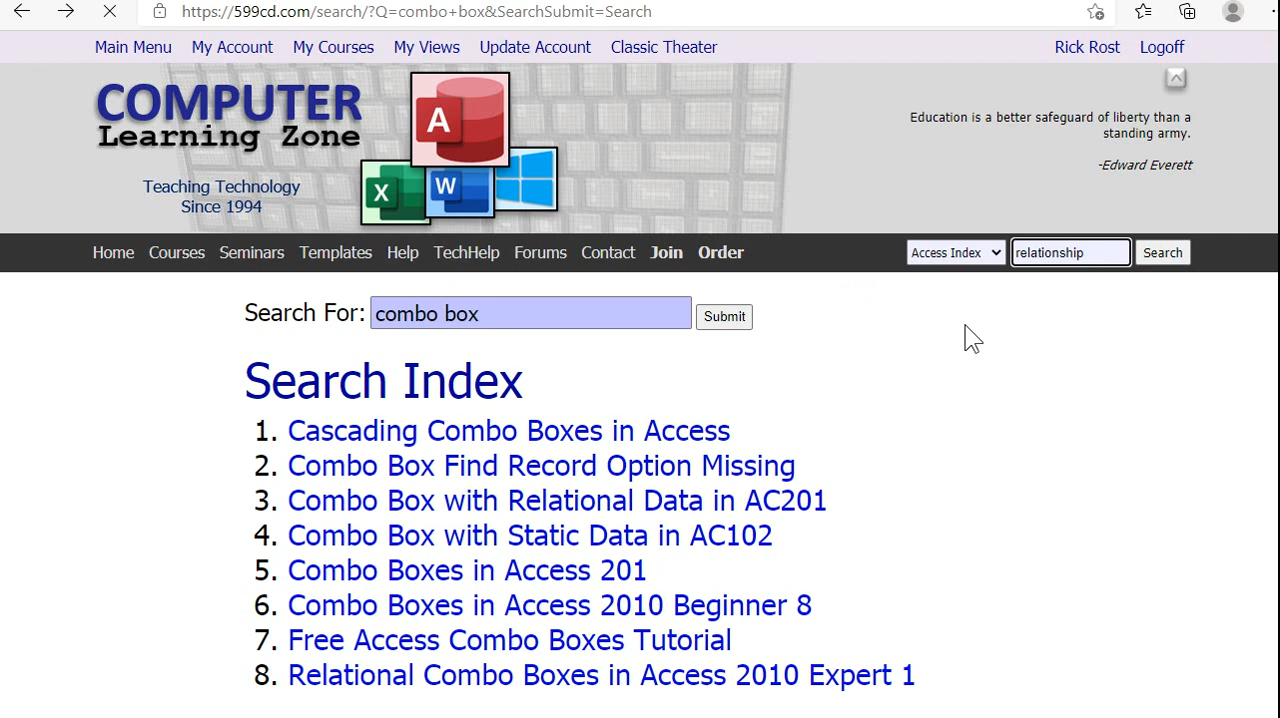 https://599cd.com/search/?Q=combo+box&SearchSubmit=Search
Main Menu My Account My Courses My Views Update Account Classic Theater Rick Rost Logoff
COMPUTER
Learning Zone
Teaching Technology
Since 1994
A
X
W
Education is a better safeguard of liberty than a
standing army.
-Edward Everett
Home Courses Seminars Templates Help TechHelp Forums Contact Join Order Access Index relationship Search
Search For: combo box Submit
Search Index
1. Cascading Combo Boxes in Access
2. Combo Box Find Record Option Missing
3. Combo Box with Relational Data in AC201
4. Combo Box with Static Data in AC102
5. Combo Boxes in Access 201
6. Combo Boxes in Access 2010 Beginner 8
7. Free Access Combo Boxes Tutorial
8. Relational Combo Boxes in Access 2010 Expert 1